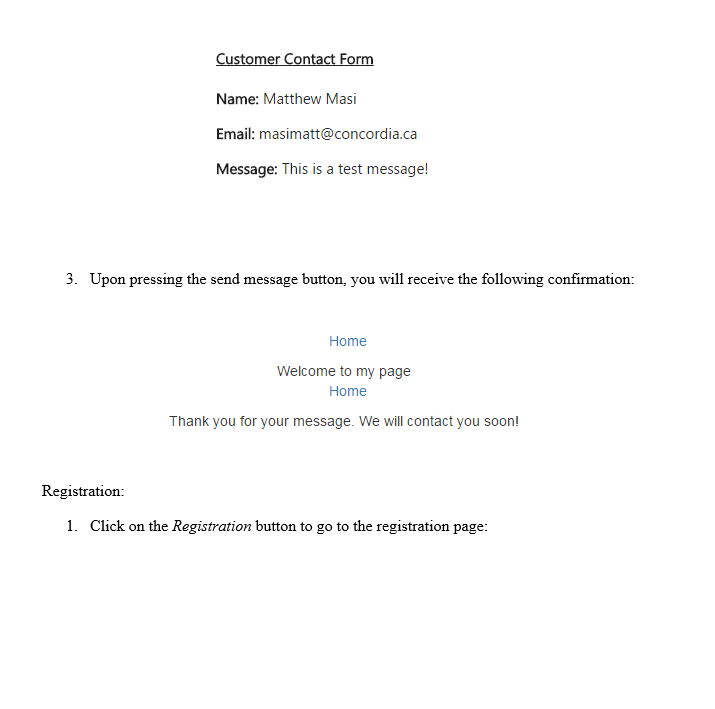 Customer Contact Form
Name: Matthew Masi
Email: masimatt@concordia.ca
Message: This is a test message!
3. Upon pressing the send message button, you will receive the following confirmation:
Home
Welcome to my page
Home
Thank you for your message. We will contact you soon!
Registration:
1. Click on the Registration button to go to the registration page: